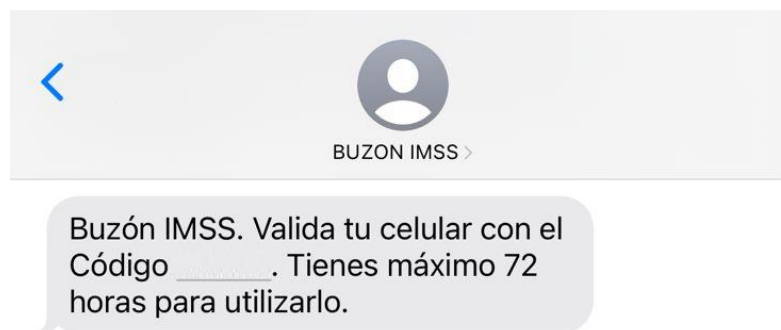 BUZON IMSS
Buzón IMSS. Valida tu celular con el
Código . Tienes máximo 72
horas para utilizarlo.